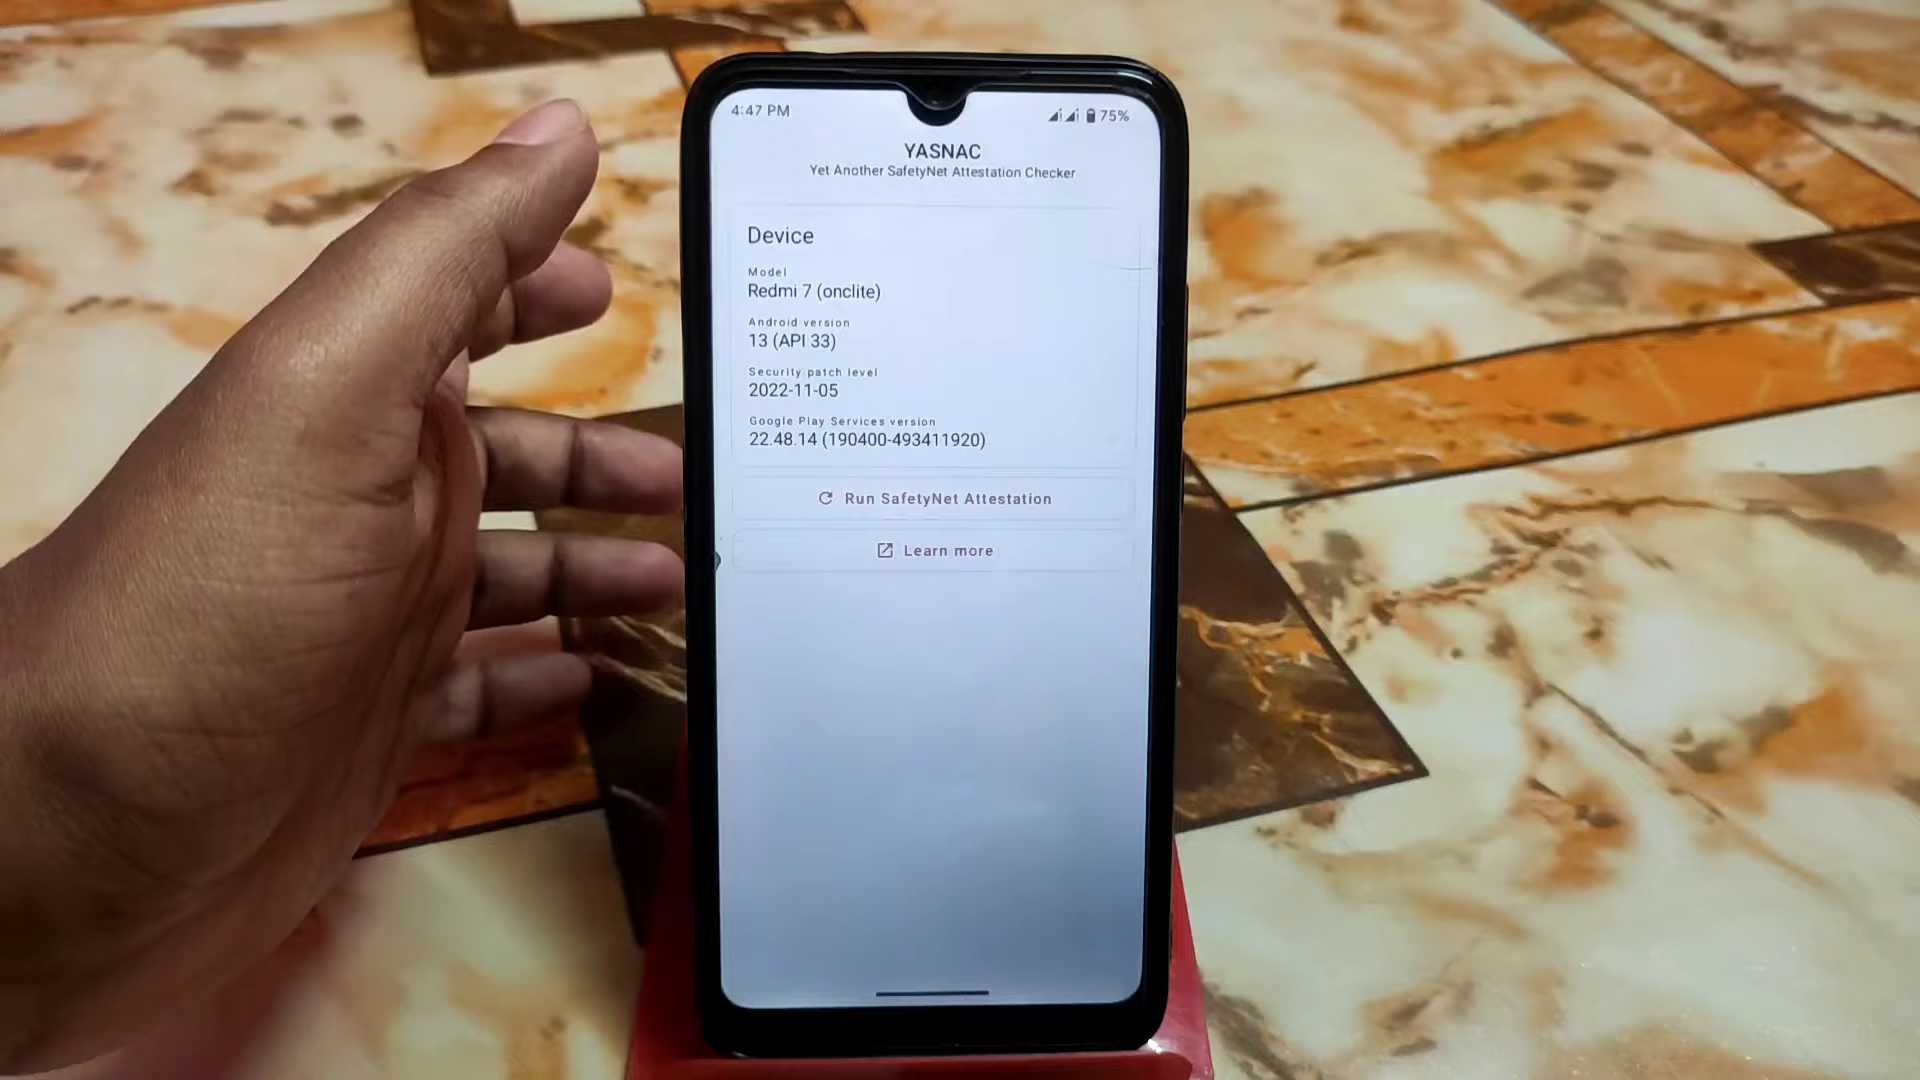 4:47 PM
75%
YASNAC
Yet Another SafetyNet Attestation Checker
Device
Model
Redmi 7 (onclite)
Android version
13 (API 33)
Security patch level
2022-11-05
Google Play Services version
22.48.14 (190400-493411920)
Run SafetyNet Attestation
Learn more